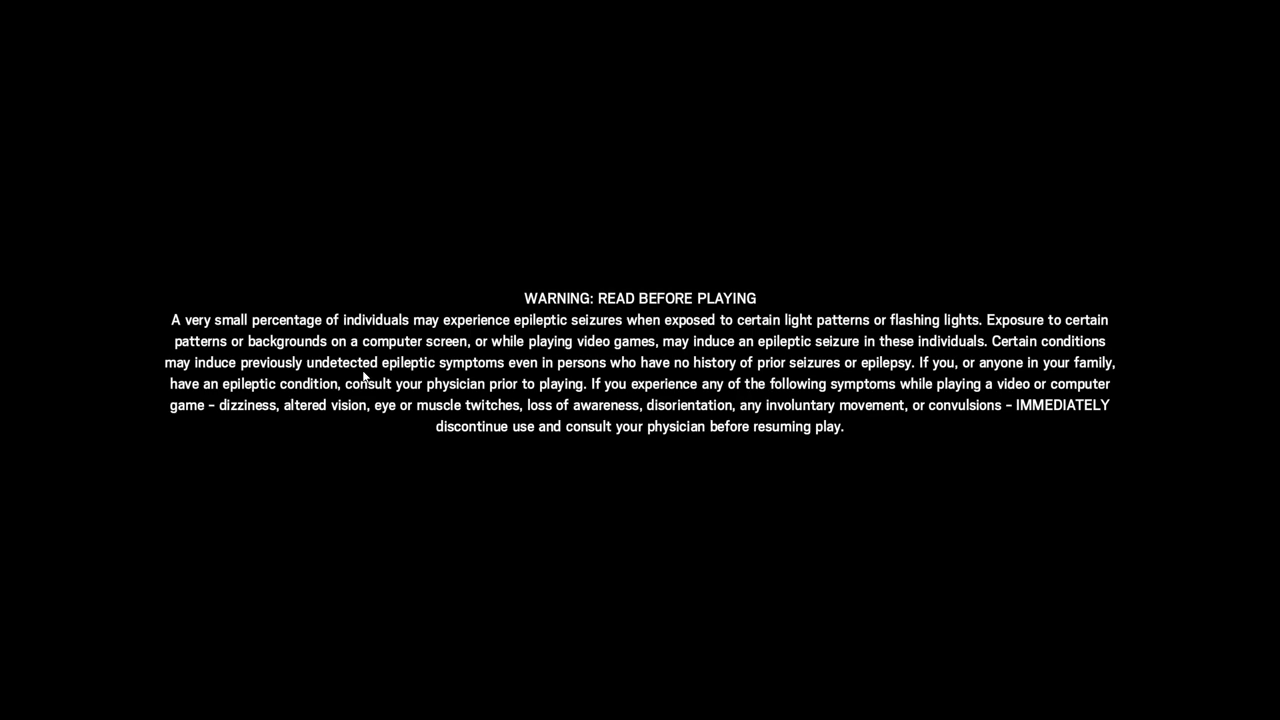 WARNING: READ BEFORE PLAYING
A very small percentage of individuals may experience epileptic seizures when exposed to certain light patterns or flashing lights. Exposure to certain
patterns or backgrounds on a computer screen, or while playing video games, may induce an epileptic seizure in these individuals. Certain conditions
may induce previously undetected epileptic symptoms even in persons who have no history of prior seizures or epilepsy. If you, or anyone in your family,
have an epileptic condition, consult your physician prior to playing. If you experience any of the following symptoms while playing a video or computer
game – dizziness, altered vision, eye or muscle twitches, loss of awareness, disorientation, any involuntary movement, or convulsions – IMMEDIATELY
discontinue use and consult your physician before resuming play.